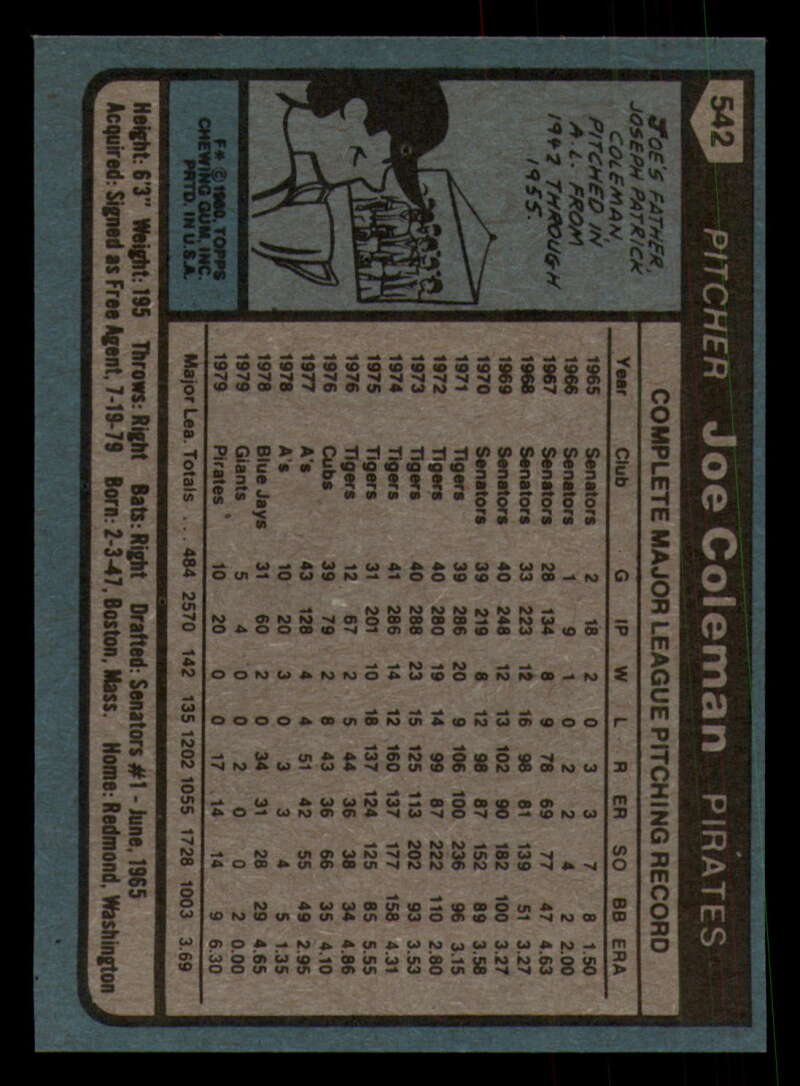 542 PITCHER Joe Coleman PIRATES
JOE'S FATHER,
JOSEPH PATRICK
COLEMAN
PITCHED IN
A.L. FROM
1942 THROUGH
1955.
F* © 1980, TOPPS
CHEWING GUM, INC.
PRTD. IN U.S.A.
COMPLETE MAJOR LEAGUE PITCHING RECORD
Year Club G IP W L R ER SO BB ERA
1965 Senators 2 18 2 0 3 3 7 8 1.50
1966 Senators 1 9 1 0 2 2 4 2 2.00
1967 Senators 28 134 8 9 78 69 77 47 4.63
1968 Senators 33 223 12 16 98 81 139 51 3.27
1969 Senators 40 248 12 13 102 90 182 100 3.27
1970 Senators 39 219 8 12 98 87 152 89 3.58
1971 Tigers 39 286 20 9 106 100 236 96 3.15
1972 Tigers 40 280 19 14 99 87 222 110 2.80
1973 Tigers 40 288 23 15 125 113 202 93 3.53
1974 Tigers 41 286 14 12 160 137 177 158 4.31
1975 Tigers 31 201 10 18 137 124 125 85 5.55
1976 Tigers 12 67 2 5 44 36 38 34 4.86
1976 Cubs 39 79 2 8 43 36 66 35 4.10
1977 A's 43 128 4 4 51 42 55 49 2.95
1978 A's 10 20 3 0 3 3 4 5 1.35
1978 Blue Jays 31 60 2 0 34 31 28 29 4.65
1979 Giants 5 4 0 0 2 0 0 2 0.00
1979 Pirates 10 20 0 0 17 14 14 9 6.30
Major Lea. Totals ... 484 2570 142 135 1202 1055 1728 1003 3.69
Height: 6'3" Weight: 195 Throws: Right Bats: Right Drafted: Senators #1 - June, 1965
Acquired: Signed as Free Agent, 7-19-79 Born: 2-3-47, Boston, Mass. Home: Redmond, Washington